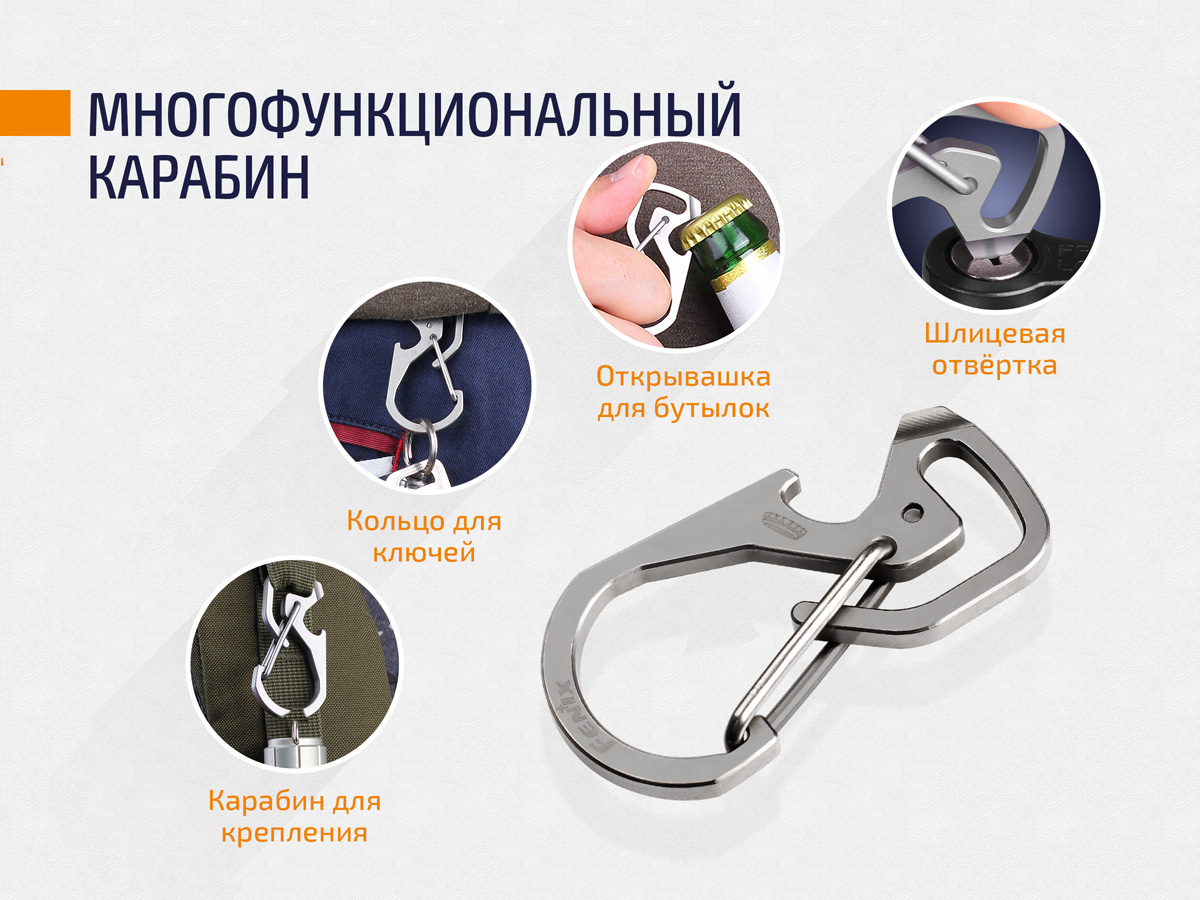 МНОГОФУНКЦИОНАЛЬНЫЙ
КАРАБИН
Шлицевая
отвёртка
Открывашка
для бутылок
Кольцо для
ключей
Карабин для
крепления
FENIX